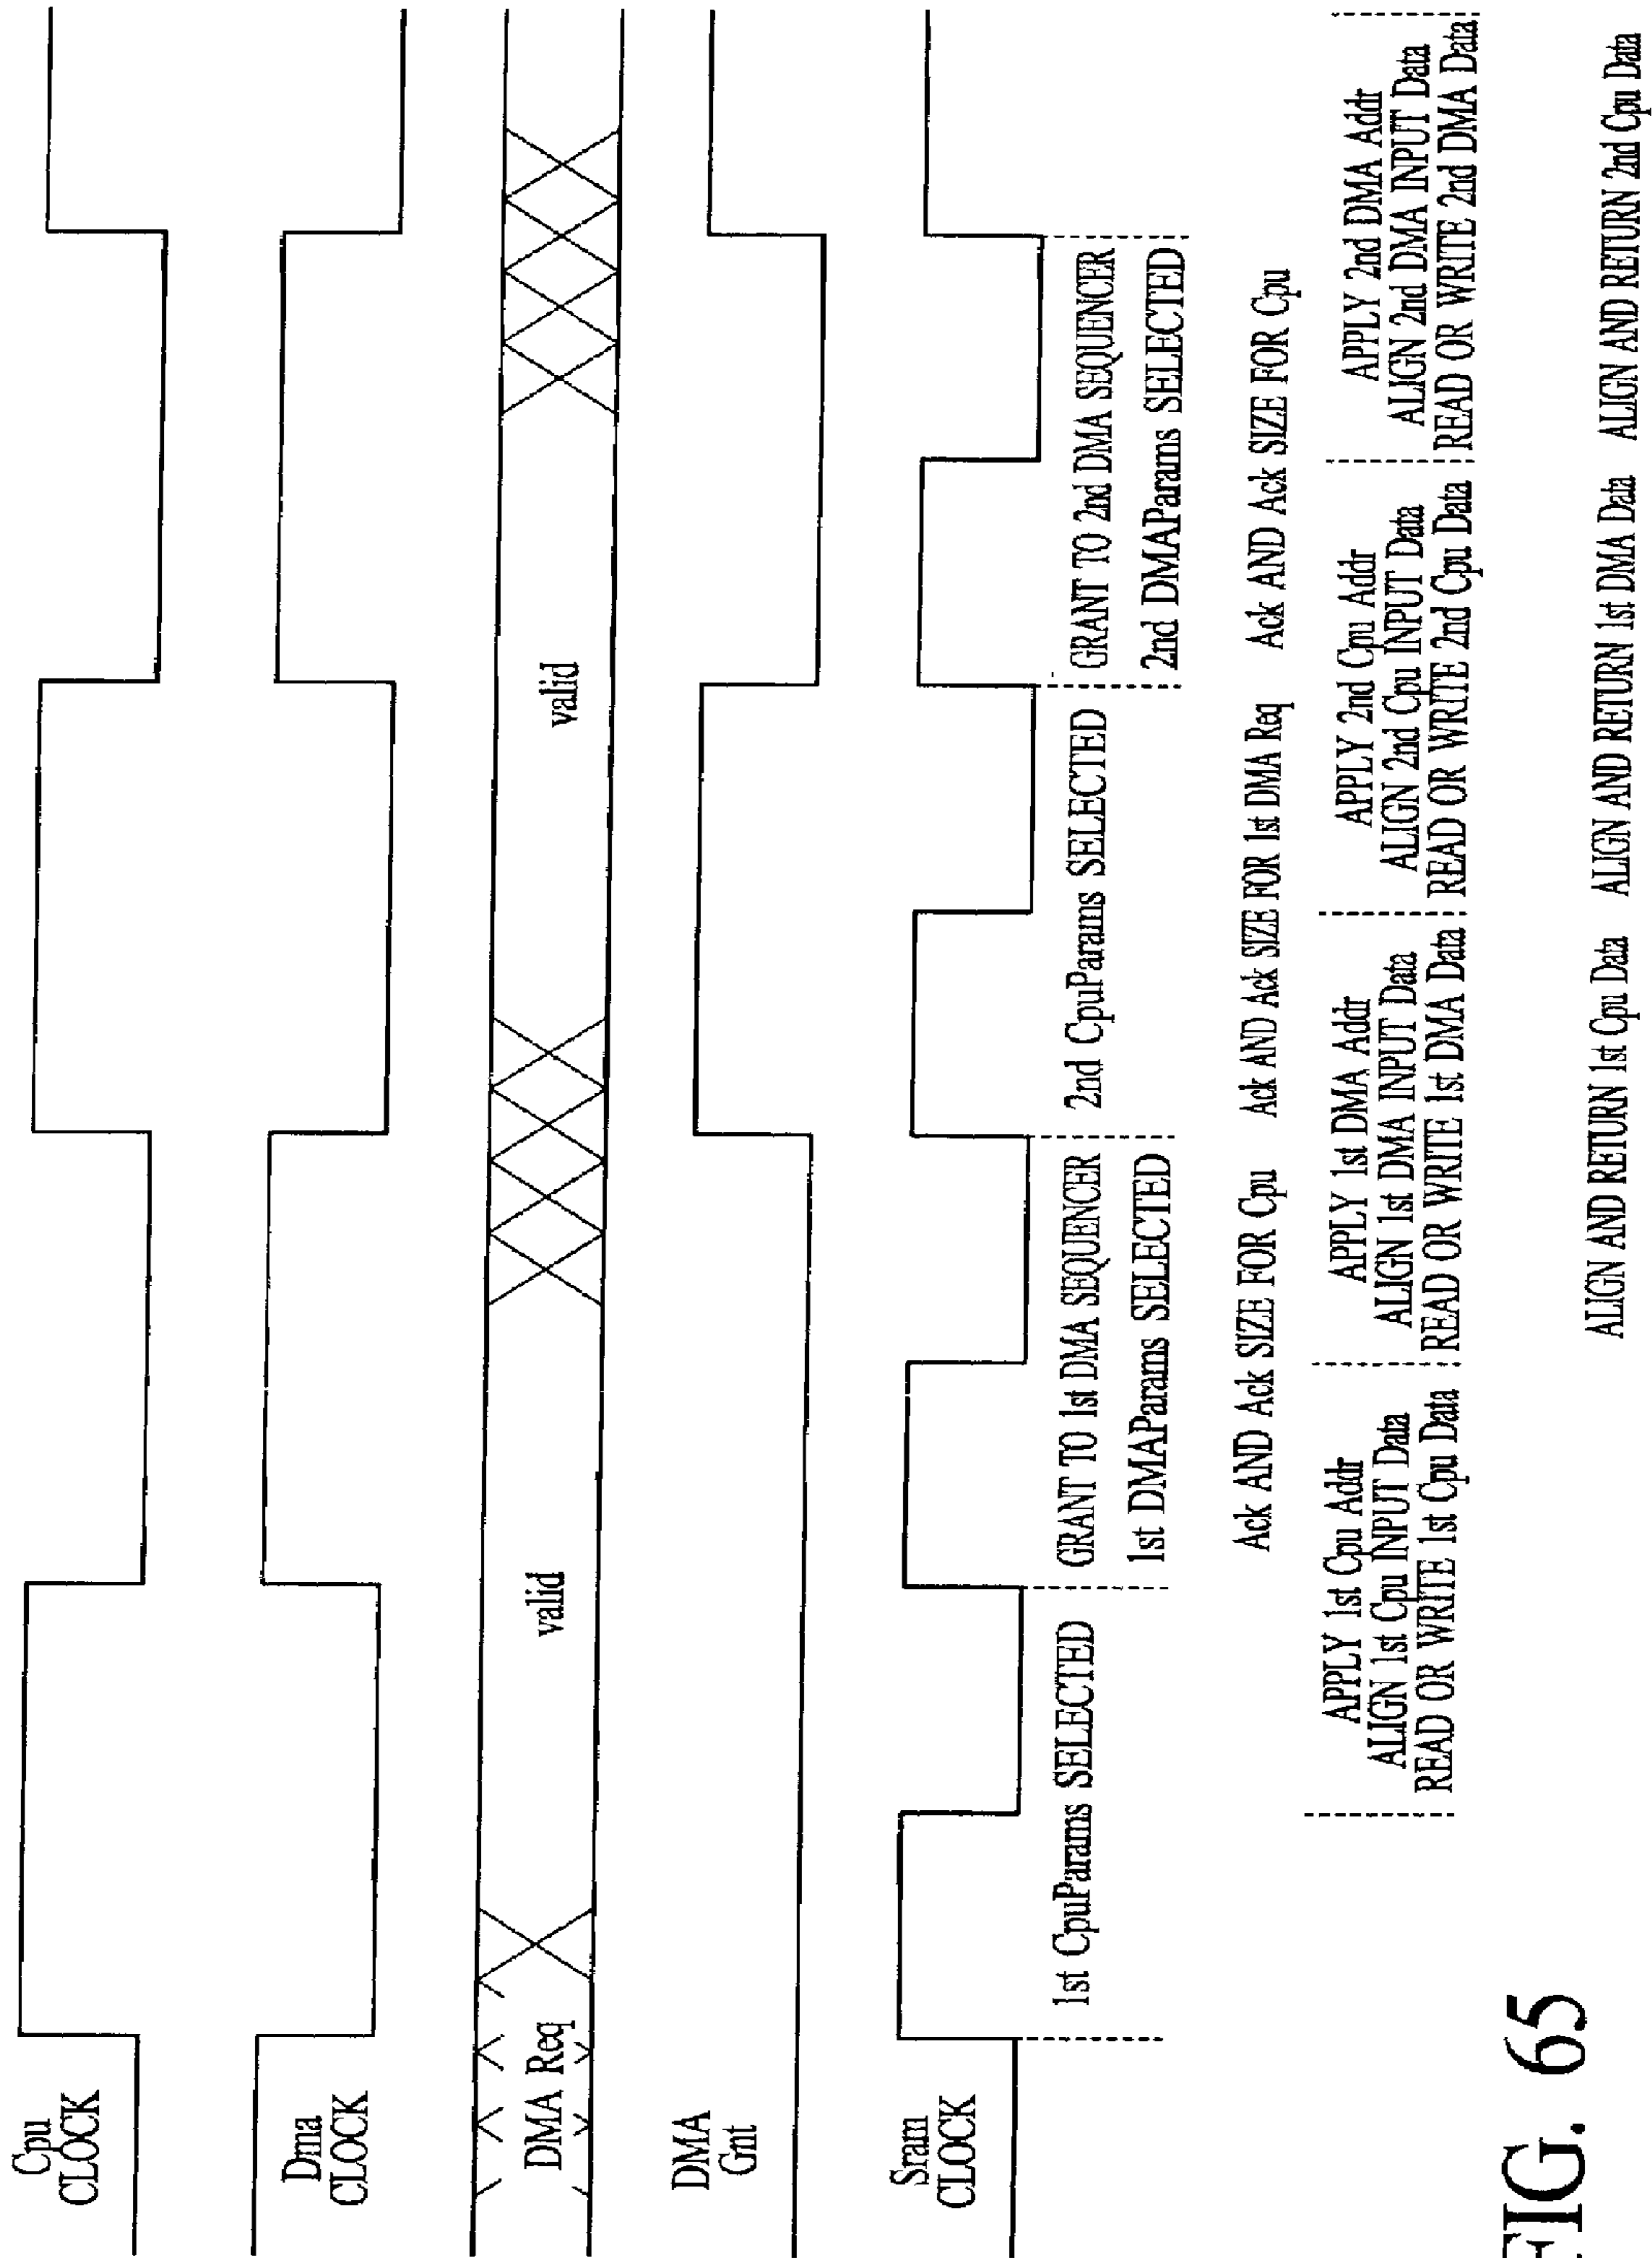 Cpu
CLOCK
Dma
CLOCK
DMA Req
valid
valid
DMA
Gnt
Sram
CLOCK
1st CpuParams SELECTED
GRANT TO 1st DMA SEQUENCER
1st DMAParams SELECTED
2nd CpuParams SELECTED
GRANT TO 2nd DMA SEQUENCER
2nd DMAParams SELECTED
Ack AND Ack SIZE FOR Cpu
Ack AND Ack SIZE FOR 1st DMA Req
Ack AND Ack SIZE FOR Cpu
APPLY 1st Cpu Addr
ALIGN 1st Cpu INPUT Data
READ OR WRITE 1st Cpu Data
APPLY 1st DMA Addr
ALIGN 1st DMA INPUT Data
READ OR WRITE 1st DMA Data
APPLY 2nd Cpu Addr
ALIGN 2nd Cpu INPUT Data
READ OR WRITE 2nd Cpu Data
APPLY 2nd DMA Addr
ALIGN 2nd DMA INPUT Data
READ OR WRITE 2nd DMA Data
ALIGN AND RETURN 1st Cpu Data
ALIGN AND RETURN 1st DMA Data
ALIGN AND RETURN 2nd Cpu Data
FIG. 65